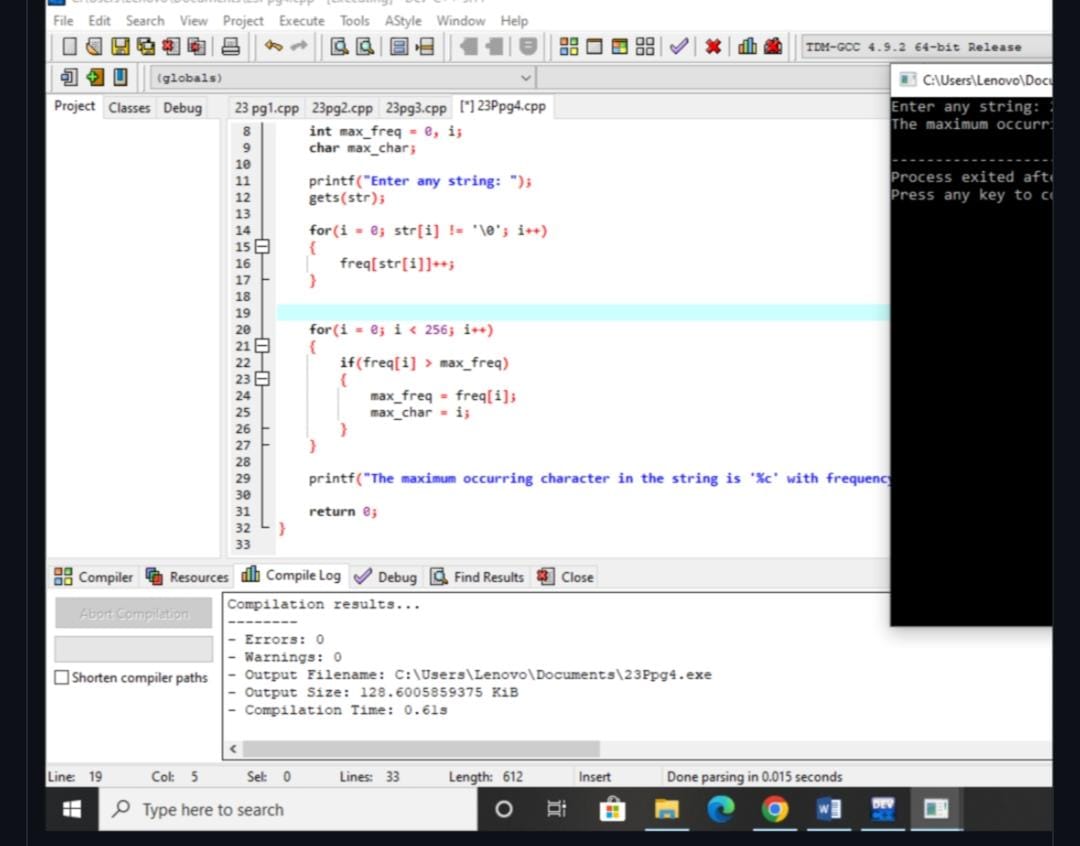 File Edit Search View Project Execute Tools AStyle Window Help
TDM-GCC 4.9.2 64-bit Release
(globals)
C:\Users\Lenovo\Docu
Project Classes Debug
23 pg1.cpp 23pg2.cpp 23pg3.cpp [*] 23Ppg4.cpp
8 int max_freq = 0, i;
9 char max_char;
10
11 printf("Enter any string: ");
12 gets(str);
13
14 for(i = 0; str[i] != '\0'; i++)
15 {
16 freq[str[i]]++;
17 }
18
19
20 for(i = 0; i < 256; i++)
21 {
22 if(freq[i] > max_freq)
23 {
24 max_freq = freq[i];
25 max_char = i;
26 }
27 }
28
29 printf("The maximum occurring character in the string is '%c' with frequency
30
31 return 0;
32 }
33
Enter any string:
The maximum occurr
--------------------
Process exited afte
Press any key to co
Compiler Resources Compile Log Debug Find Results Close
Abort Compilation
Shorten compiler paths
Compilation results...
--------
- Errors: 0
- Warnings: 0
- Output Filename: C:\Users\Lenovo\Documents\23Ppg4.exe
- Output Size: 128.6005859375 KiB
- Compilation Time: 0.61s
Line: 19 Col: 5 Sel: 0 Lines: 33 Length: 612 Insert Done parsing in 0.015 seconds
Type here to search
W
DEV